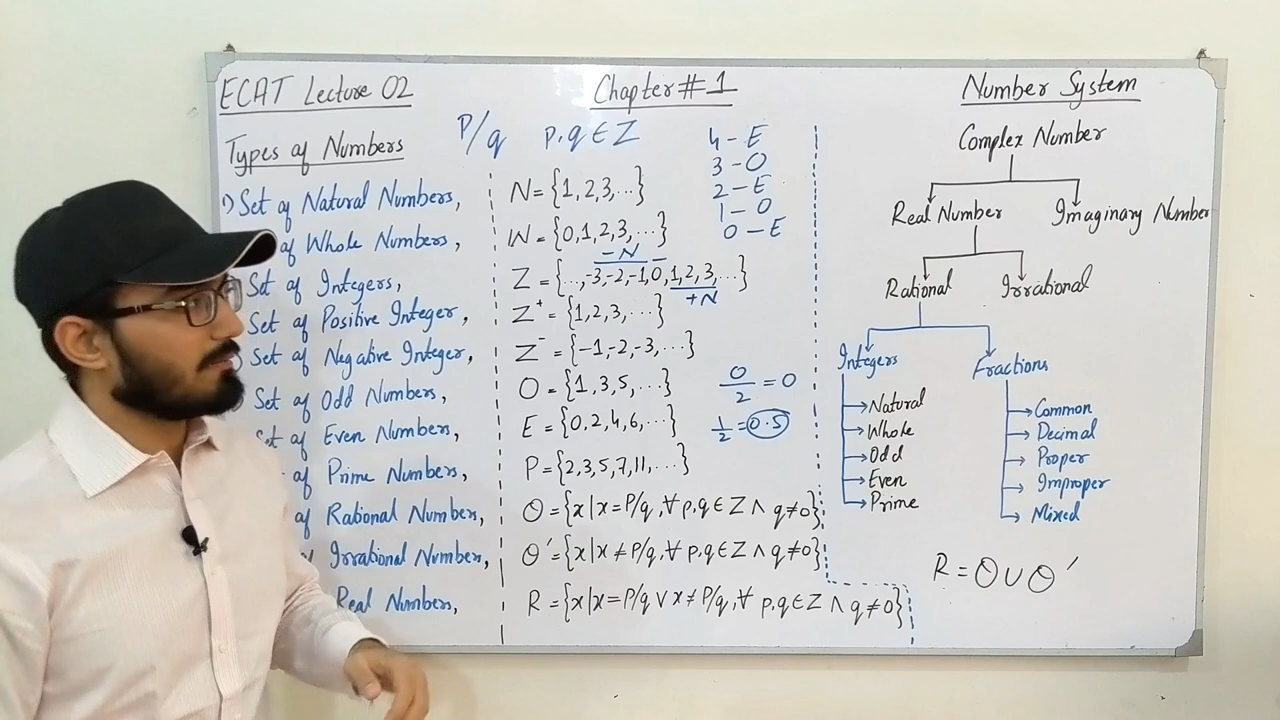 ECAT Lecture 02
Chapter # 1
Number System
Types of Numbers
P/q p,q ∈ Z
4 - E
3 - O
2 - E
1 - O
0 - E
1) Set of Natural Numbers, N = {1, 2, 3, ...}
of Whole Numbers, W = {0, 1, 2, 3, ...}
-N
Set of Integers, Z = {..., -3, -2, -1, 0, 1, 2, 3, ...}
+N
Set of Positive Integer, Z⁺ = {1, 2, 3, ...}
Set of Negative Integer, Z⁻ = {-1, -2, -3, ...}
Set of Odd Numbers, O = {1, 3, 5, ...}
Set of Even Numbers, E = {0, 2, 4, 6, ...}
of Prime Numbers, P = {2, 3, 5, 7, 11, ...}
of Rational Numbers, Q = {x | x = P/q, ∀ p,q ∈ Z ∧ q ≠ 0}
Irrational Numbers, Q′ = {x | x ≠ P/q, ∀ p,q ∈ Z ∧ q ≠ 0}
Real Numbers, R = {x | x = P/q ∨ x ≠ P/q, ∀ p,q ∈ Z ∧ q ≠ 0}
0/2 = 0
1/2 = 0.5
Complex Number
Real Number Imaginary Number
Rational Irrational
Integers Fractions
Natural
Whole
Odd
Even
Prime
Common
Decimal
Proper
Improper
Mixed
R = Q ∪ Q′